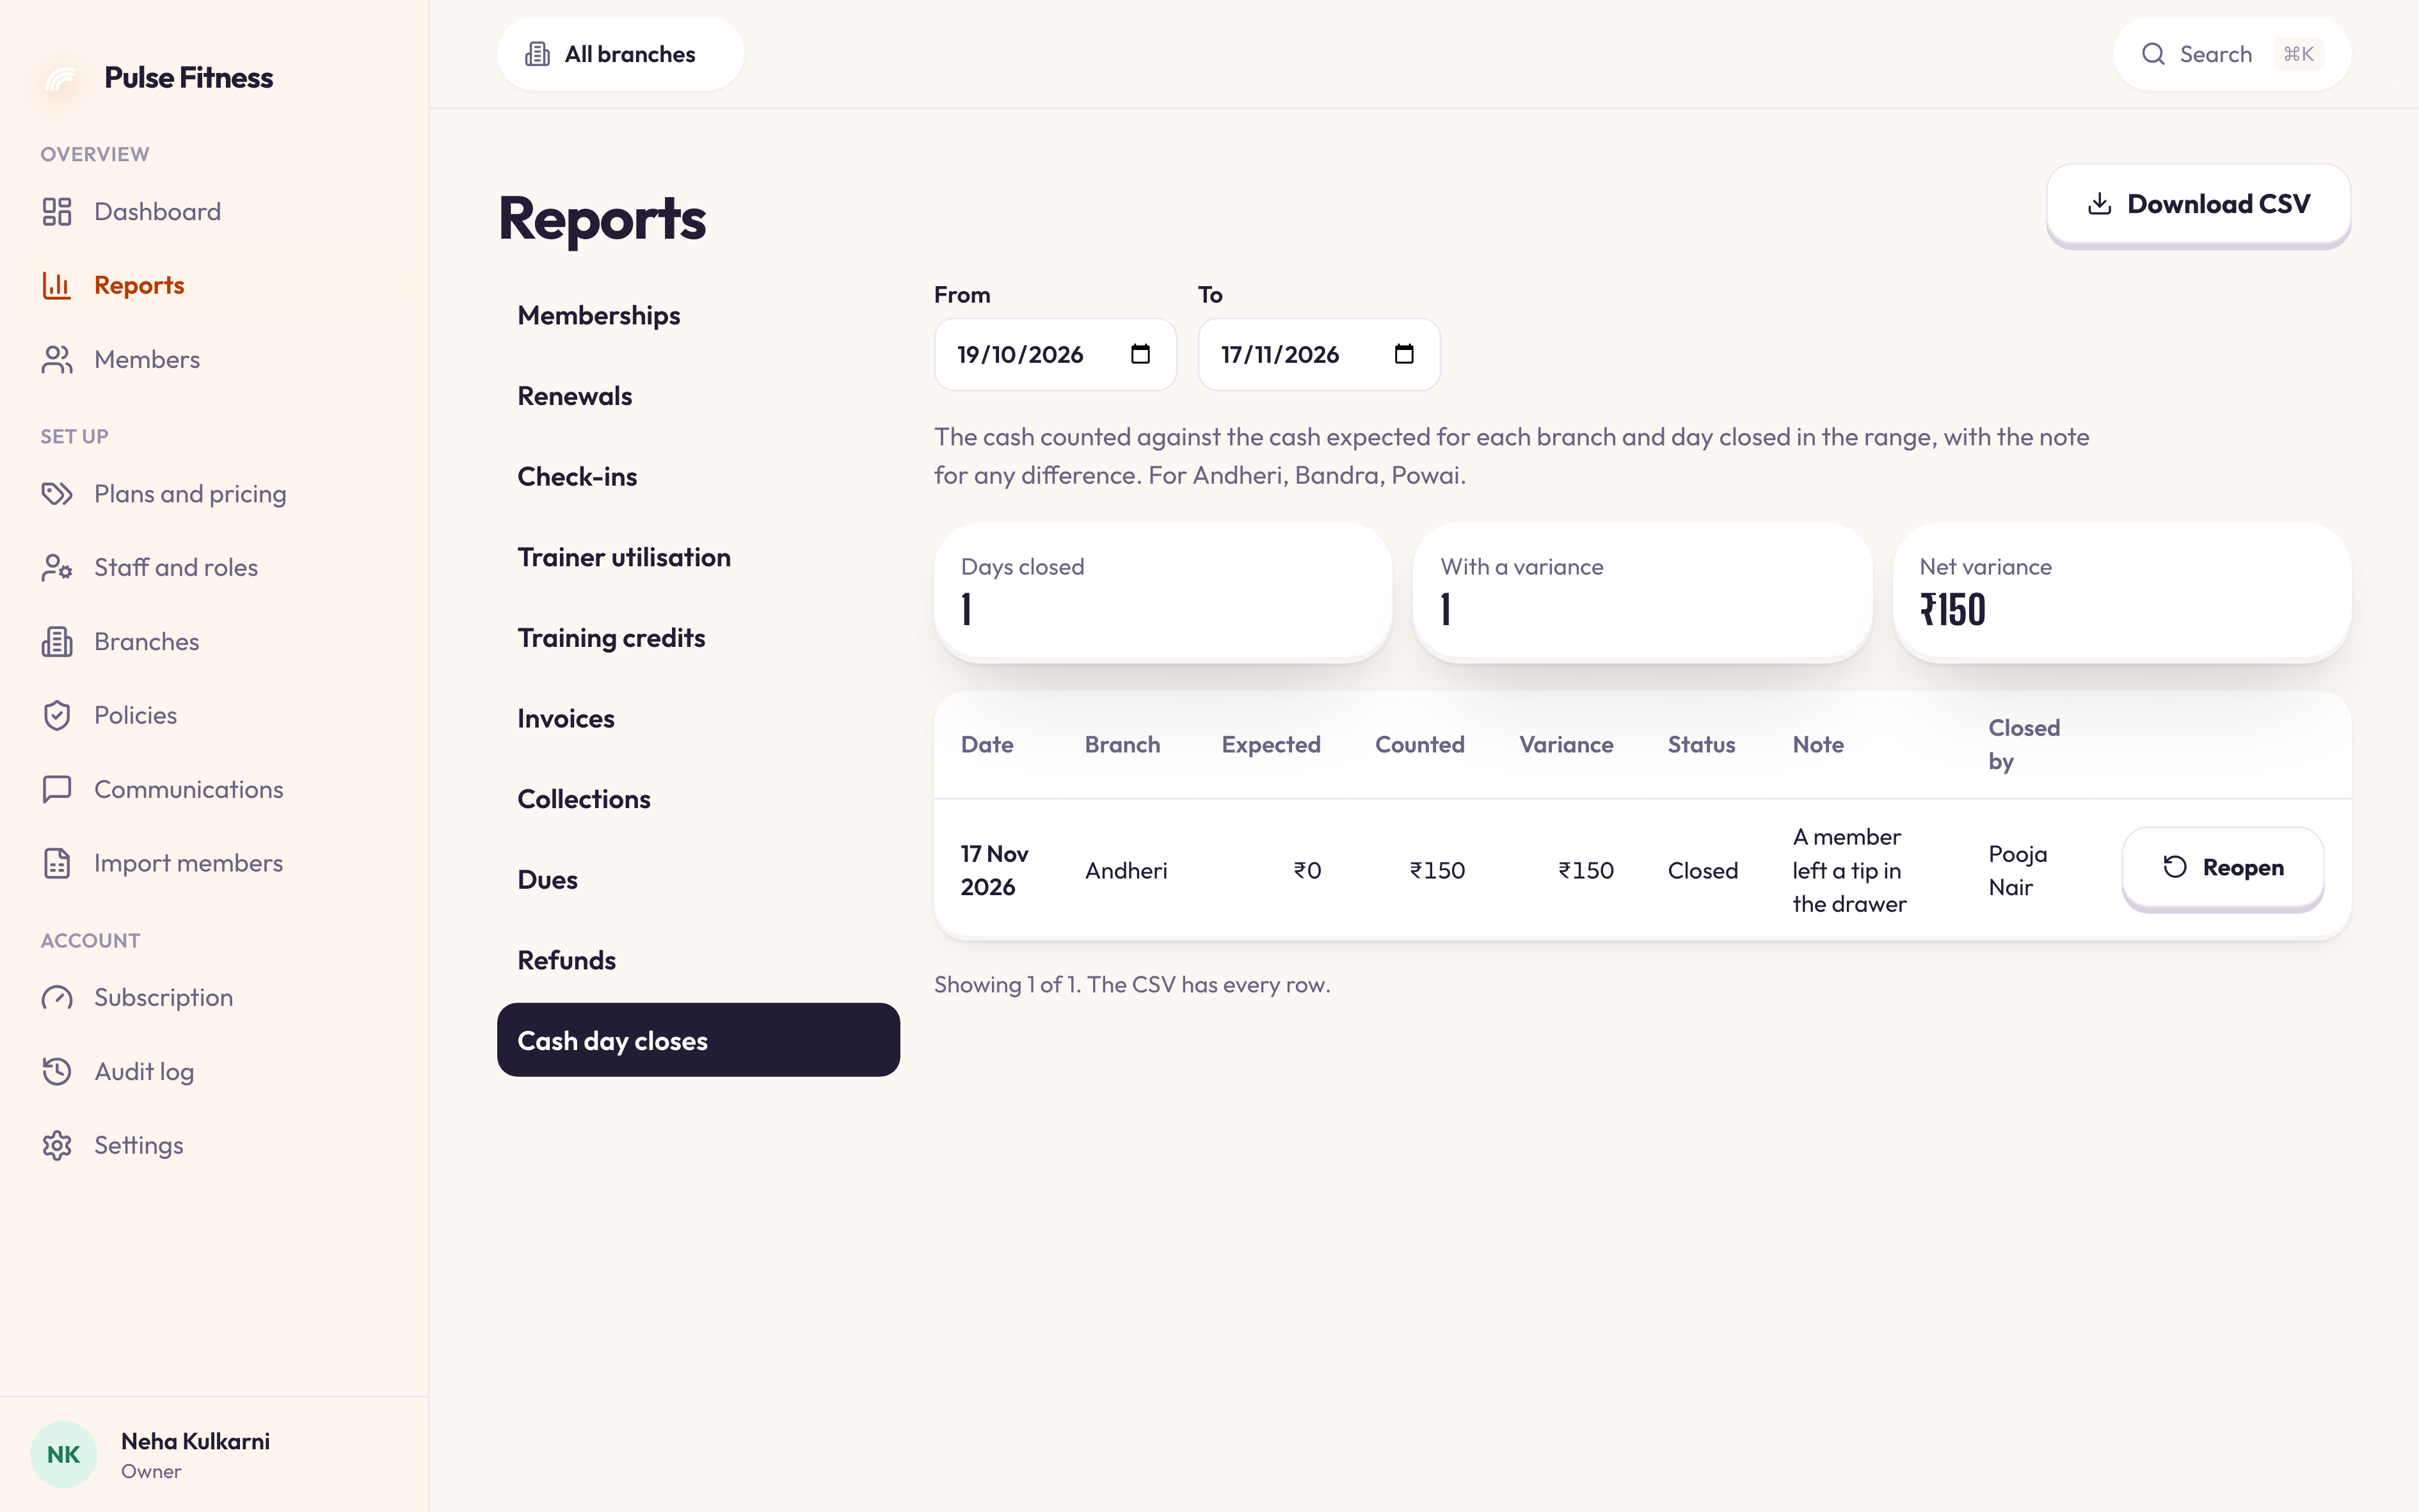 Pulse Fitness
OVERVIEW
Dashboard
Reports
Members
SET UP
Plans and pricing
Staff and roles
Branches
Policies
Communications
Import members
ACCOUNT
Subscription
Audit log
Settings
NK
Neha Kulkarni
Owner
All branches
Search ⌘K
Reports
Download CSV
Memberships
Renewals
Check-ins
Trainer utilisation
Training credits
Invoices
Collections
Dues
Refunds
Cash day closes
From To
19/10/2026 17/11/2026
The cash counted against the cash expected for each branch and day closed in the range, with the note
for any difference. For Andheri, Bandra, Powai.
Days closed With a variance Net variance
1 1 ₹150
Date Branch Expected Counted Variance Status Note Closed by
17 Nov 2026 Andheri ₹0 ₹150 ₹150 Closed A member left a tip in the drawer Pooja Nair Reopen
Showing 1 of 1. The CSV has every row.